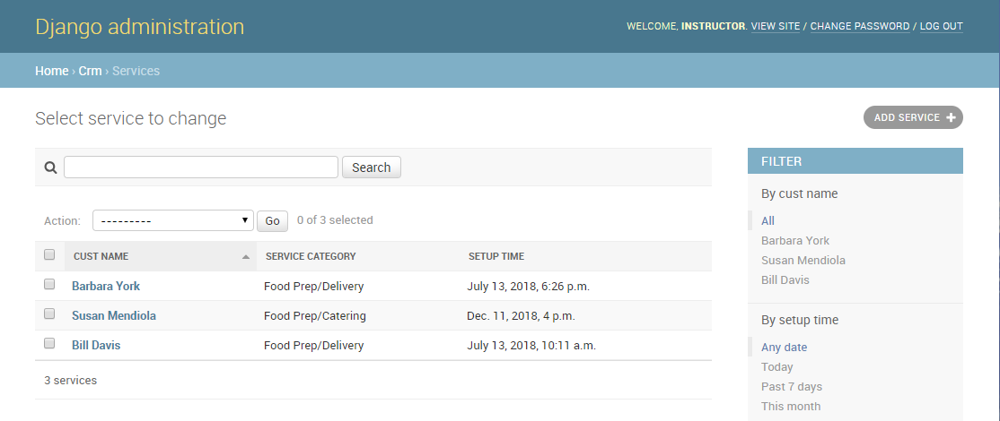 Django administration
WELCOME, INSTRUCTOR. VIEW SITE / CHANGE PASSWORD / LOG OUT
Home › Crm › Services
Select service to change
ADD SERVICE +
Search
Action: --------- Go 0 of 3 selected
CUST NAME SERVICE CATEGORY SETUP TIME
Barbara York Food Prep/Delivery July 13, 2018, 6:26 p.m.
Susan Mendiola Food Prep/Catering Dec. 11, 2018, 4 p.m.
Bill Davis Food Prep/Delivery July 13, 2018, 10:11 a.m.
3 services
FILTER
By cust name
All
Barbara York
Susan Mendiola
Bill Davis
By setup time
Any date
Today
Past 7 days
This month